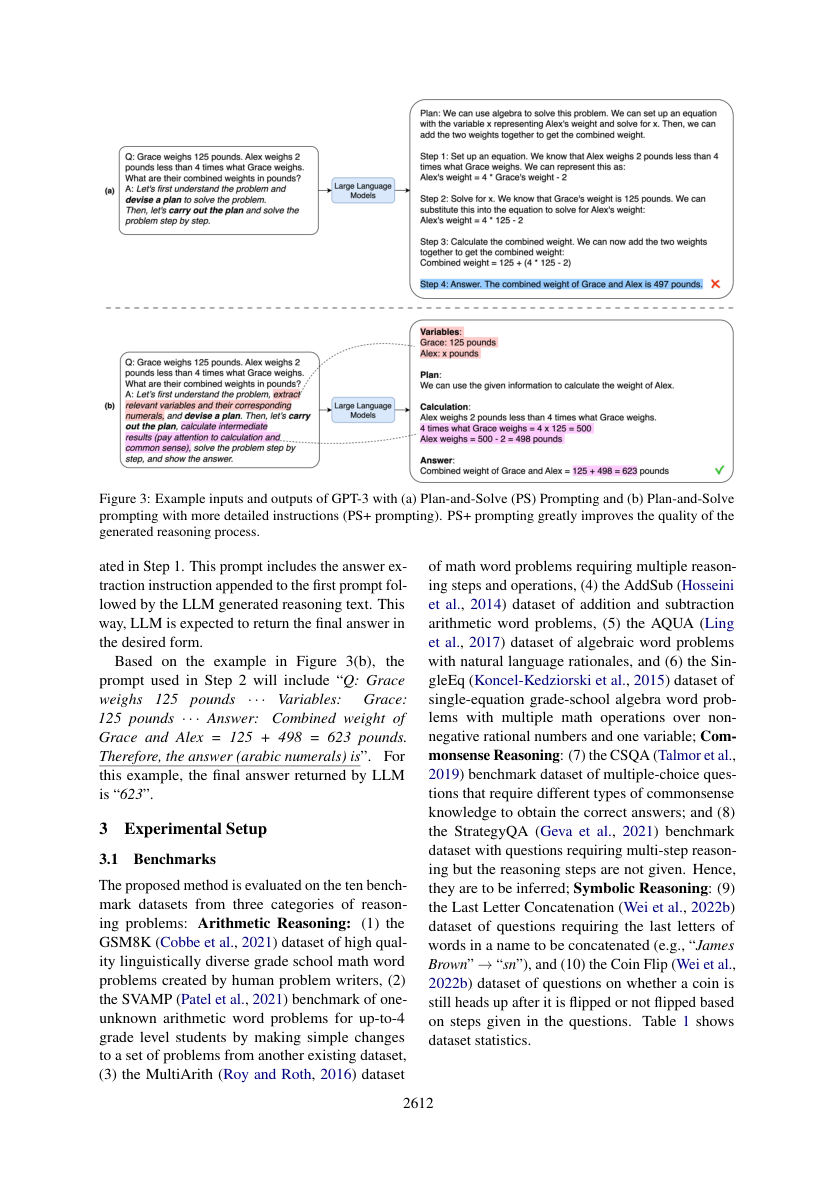 (a)
Q: Grace weighs 125 pounds. Alex weighs 2
pounds less than 4 times what Grace weighs.
What are their combined weights in pounds?
A: Let's first understand the problem and
devise a plan to solve the problem.
Then, let's carry out the plan and solve the
problem step by step.
Large Language
Models
Plan: We can use algebra to solve this problem. We can set up an equation
with the variable x representing Alex's weight and solve for x. Then, we can
add the two weights together to get the combined weight.
Step 1: Set up an equation. We know that Alex weighs 2 pounds less than 4
times what Grace weighs. We can represent this as:
Alex's weight = 4 * Grace's weight - 2
Step 2: Solve for x. We know that Grace's weight is 125 pounds. We can
substitute this into the equation to solve for Alex's weight:
Alex's weight = 4 * 125 - 2
Step 3: Calculate the combined weight. We can now add the two weights
together to get the combined weight:
Combined weight = 125 + (4 * 125 - 2)
Step 4: Answer. The combined weight of Grace and Alex is 497 pounds.
(b)
Q: Grace weighs 125 pounds. Alex weighs 2
pounds less than 4 times what Grace weighs.
What are their combined weights in pounds?
A: Let's first understand the problem, extract
relevant variables and their corresponding
numerals, and devise a plan. Then, let's carry
out the plan, calculate intermediate
results (pay attention to calculation and
common sense), solve the problem step by
step, and show the answer.
Large Language
Models
Variables:
Grace: 125 pounds
Alex: x pounds
Plan:
We can use the given information to calculate the weight of Alex.
Calculation:
Alex weighs 2 pounds less than 4 times what Grace weighs.
4 times what Grace weighs = 4 x 125 = 500
Alex weighs = 500 - 2 = 498 pounds
Answer:
Combined weight of Grace and Alex = 125 + 498 = 623 pounds
Figure 3: Example inputs and outputs of GPT-3 with (a) Plan-and-Solve (PS) Prompting and (b) Plan-and-Solve
prompting with more detailed instructions (PS+ prompting). PS+ prompting greatly improves the quality of the
generated reasoning process.
ated in Step 1. This prompt includes the answer ex-
traction instruction appended to the first prompt fol-
lowed by the LLM generated reasoning text. This
way, LLM is expected to return the final answer in
the desired form.
Based on the example in Figure 3(b), the
prompt used in Step 2 will include “Q: Grace
weighs 125 pounds ··· Variables: Grace:
125 pounds ··· Answer: Combined weight of
Grace and Alex = 125 + 498 = 623 pounds.
Therefore, the answer (arabic numerals) is”. For
this example, the final answer returned by LLM
is “623”.
3 Experimental Setup
3.1 Benchmarks
The proposed method is evaluated on the ten bench-
mark datasets from three categories of reason-
ing problems: Arithmetic Reasoning: (1) the
GSM8K (Cobbe et al., 2021) dataset of high qual-
ity linguistically diverse grade school math word
problems created by human problem writers, (2)
the SVAMP (Patel et al., 2021) benchmark of one-
unknown arithmetic word problems for up-to-4
grade level students by making simple changes
to a set of problems from another existing dataset,
(3) the MultiArith (Roy and Roth, 2016) dataset
of math word problems requiring multiple reason-
ing steps and operations, (4) the AddSub (Hosseini
et al., 2014) dataset of addition and subtraction
arithmetic word problems, (5) the AQUA (Ling
et al., 2017) dataset of algebraic word problems
with natural language rationales, and (6) the Sin-
gleEq (Koncel-Kedziorski et al., 2015) dataset of
single-equation grade-school algebra word prob-
lems with multiple math operations over non-
negative rational numbers and one variable; Com-
monsense Reasoning: (7) the CSQA (Talmor et al.,
2019) benchmark dataset of multiple-choice ques-
tions that require different types of commonsense
knowledge to obtain the correct answers; and (8)
the StrategyQA (Geva et al., 2021) benchmark
dataset with questions requiring multi-step reason-
ing but the reasoning steps are not given. Hence,
they are to be inferred; Symbolic Reasoning: (9)
the Last Letter Concatenation (Wei et al., 2022b)
dataset of questions requiring the last letters of
words in a name to be concatenated (e.g., “James
Brown” → “sn”), and (10) the Coin Flip (Wei et al.,
2022b) dataset of questions on whether a coin is
still heads up after it is flipped or not flipped based
on steps given in the questions. Table 1 shows
dataset statistics.
2612